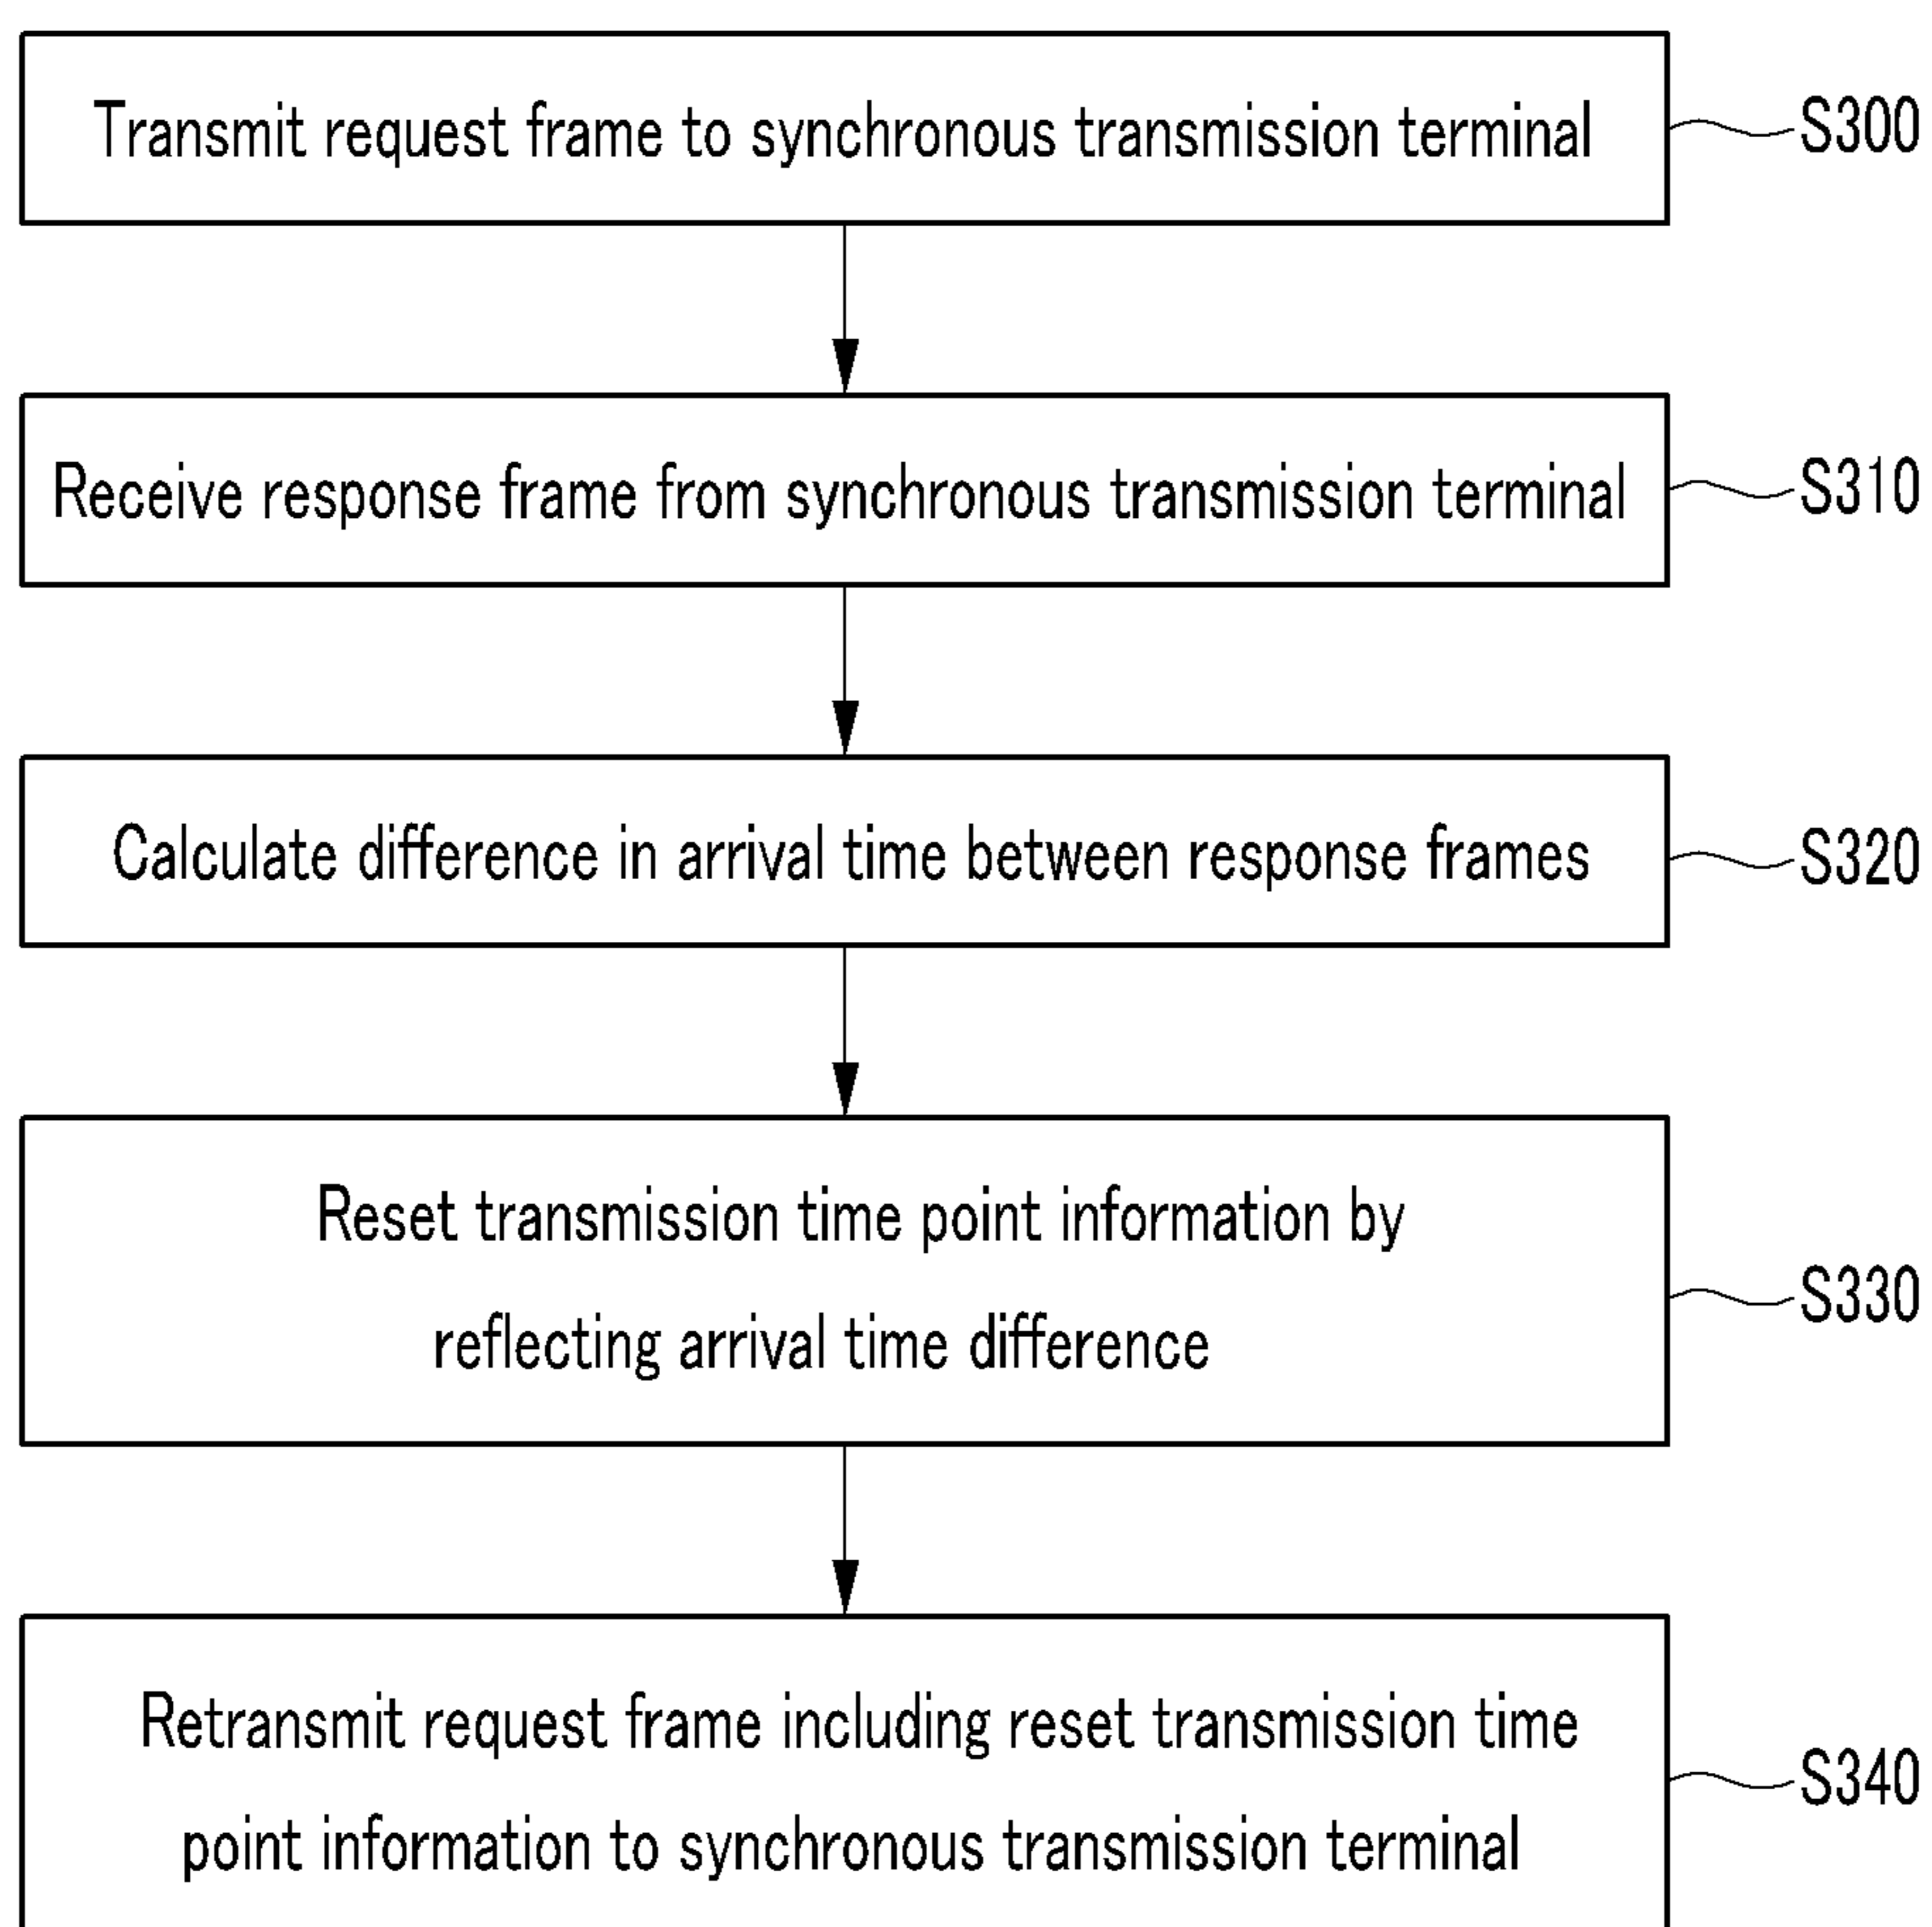 Transmit request frame to synchronous transmission terminal
S300
Receive response frame from synchronous transmission terminal
S310
Calculate difference in arrival time between response frames
S320
Reset transmission time point information by
reflecting arrival time difference
S330
Retransmit request frame including reset transmission time
point information to synchronous transmission terminal
S340